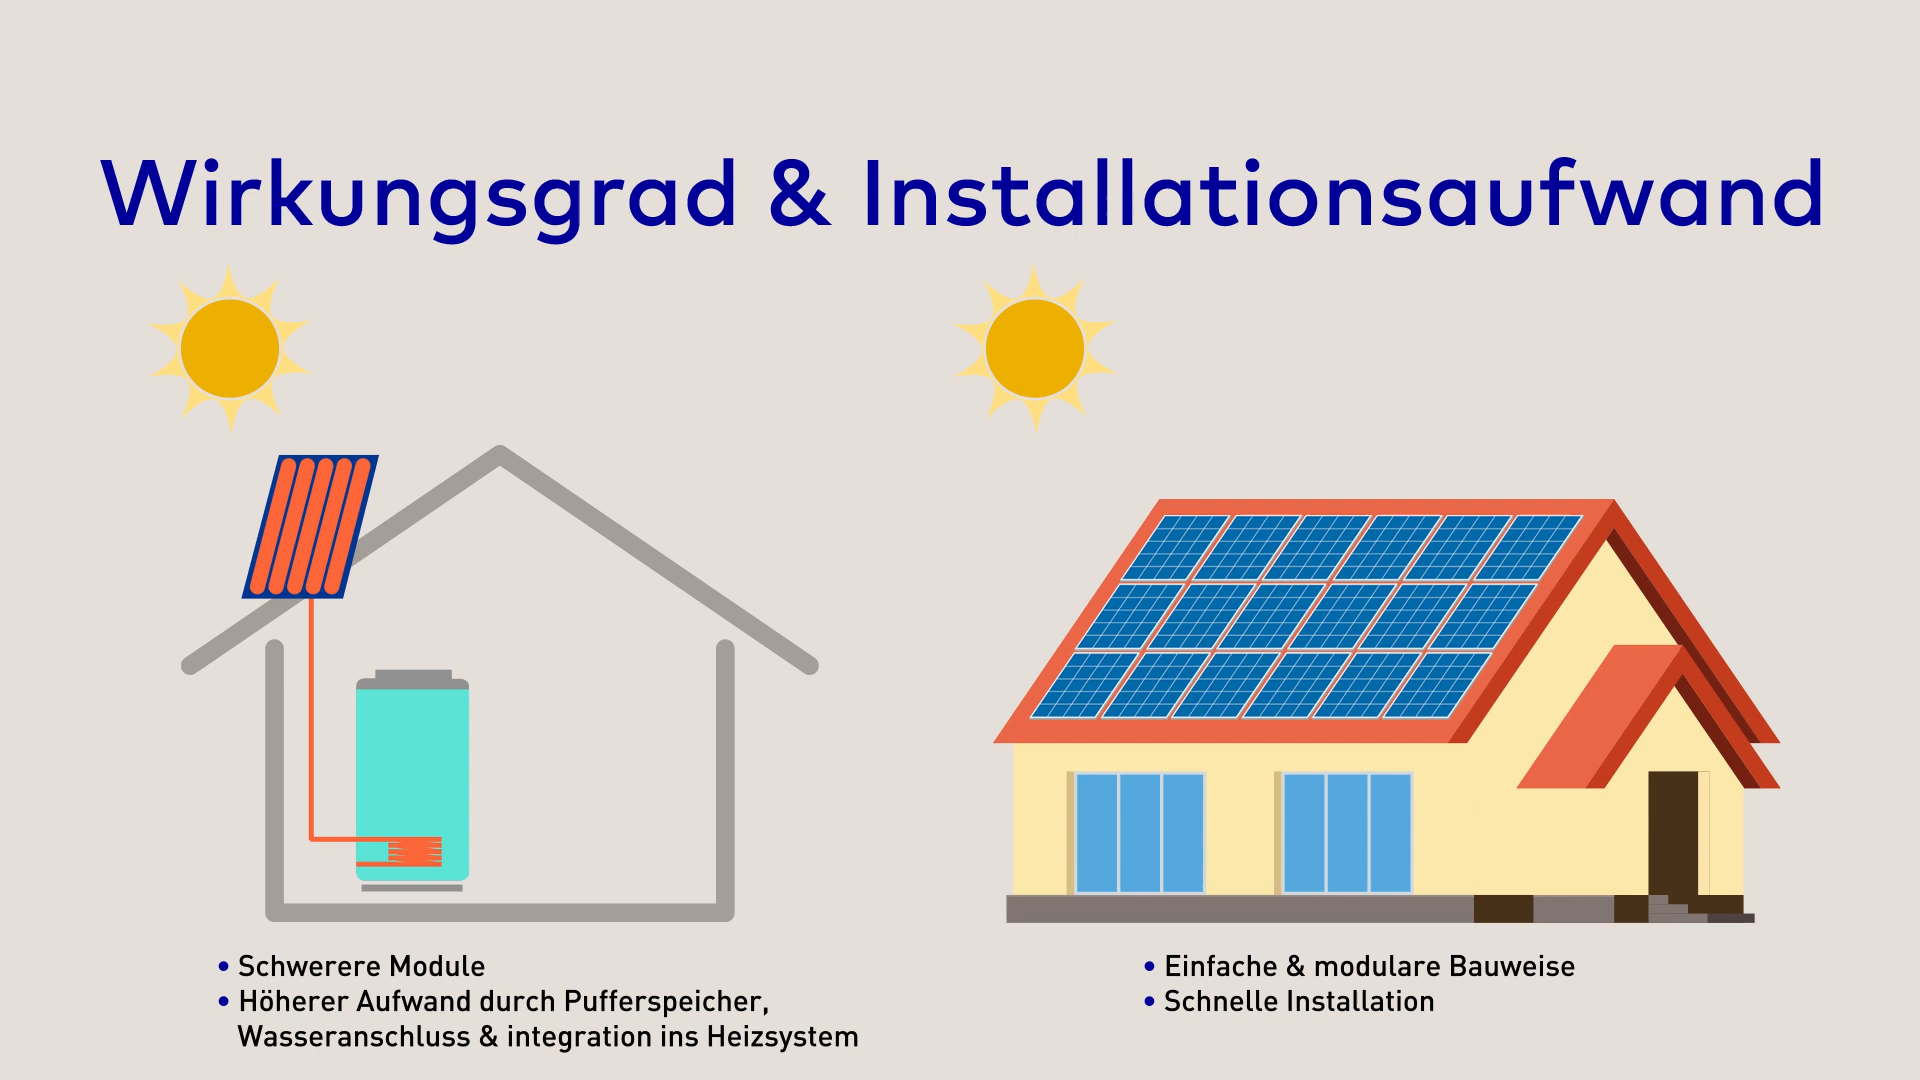 Wirkungsgrad & Installationsaufwand
• Schwerere Module
• Höherer Aufwand durch Pufferspeicher,
Wasseranschluss & integration ins Heizsystem
• Einfache & modulare Bauweise
• Schnelle Installation